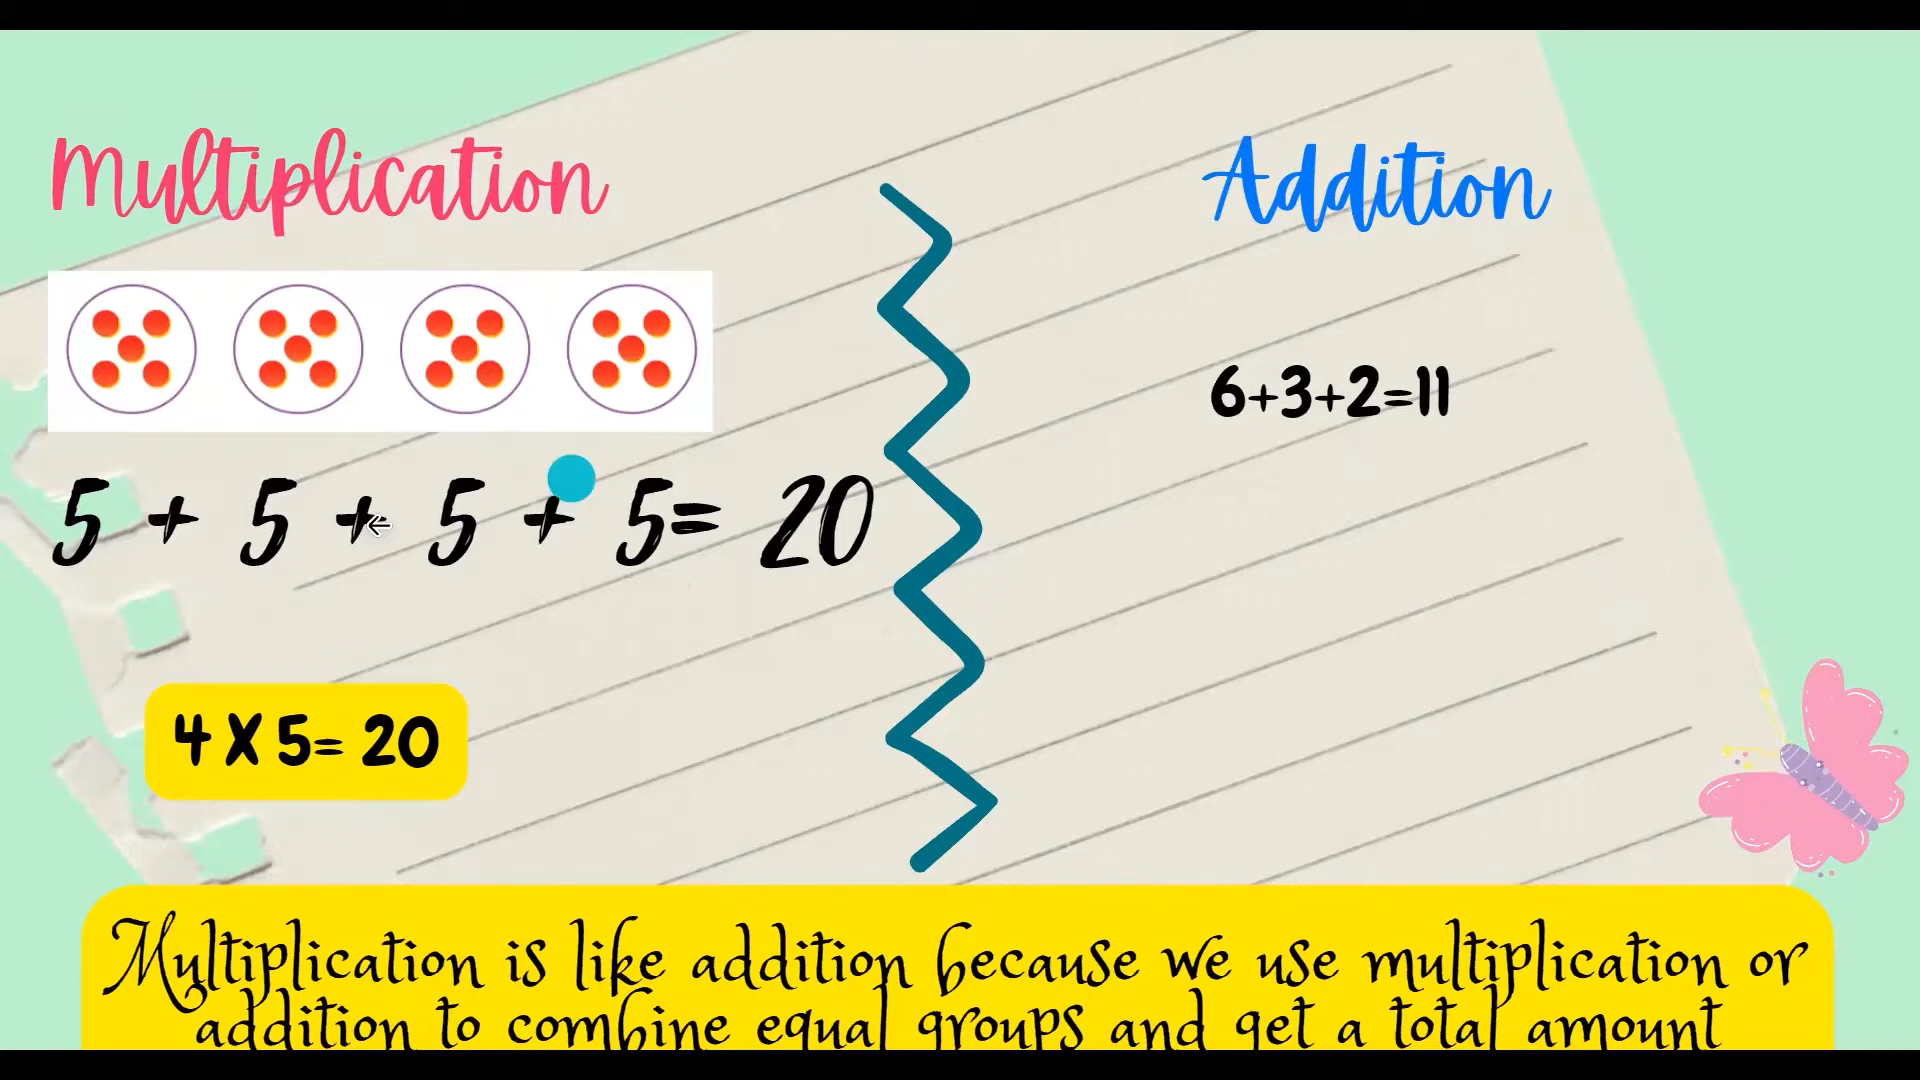 Multiplication
Addition
6+3+2=11
5 + 5 + 5 + 5= 20
4 X 5= 20
Multiplication is like addition because we use multiplication or
addition to combine equal groups and get a total amount